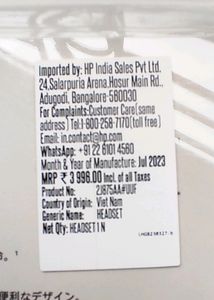 Imported by: HP India Sales Pvt Ltd.
24,Salarpuria Arena,Hosur Main Rd.,
Adugodi, Bangalore-560030
For Complaints:Customer Care(same
address) Tel.:1-800-258-7170(toll free)
Email: in.contact@hp.com
WhatsApp: +91 22 6101 4560
Month & Year of Manufacture: Jul 2023
MRP ₹ 3 996.00 Incl. of all Taxes
Product Number: 2J875AA#UUF
Country of Origin: Viet Nam
Generic Name: HEADSET
Net Qty: HEADSET 1 N
便利なデザイン。